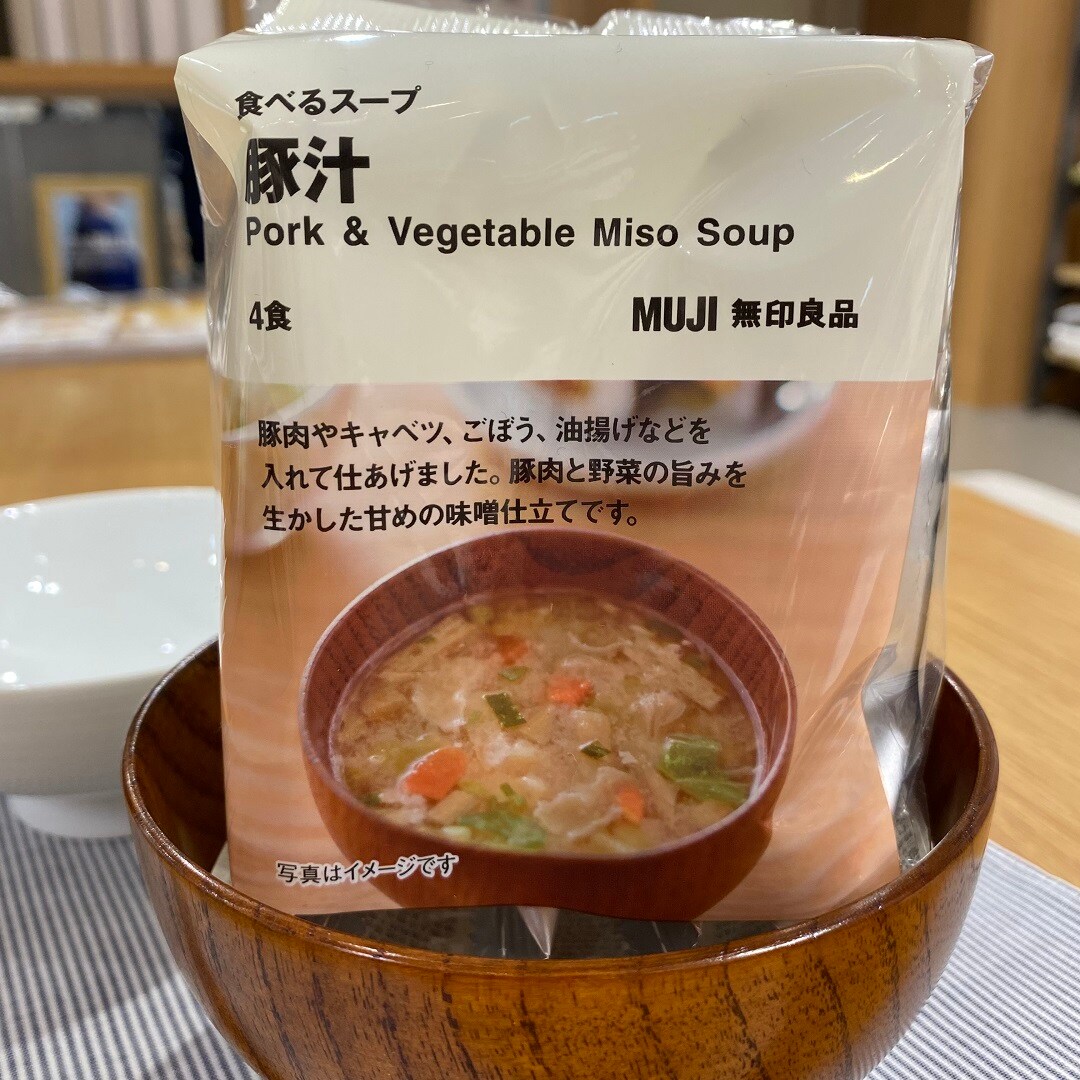 食べるスープ
豚汁
Pork & Vegetable Miso Soup
4食
MUJI 無印良品
豚肉やキャベツ、ごぼう、油揚げなどを
入れて仕あげました。豚肉と野菜の旨みを
生かした甘めの味噌仕立てです。
写真はイメージです